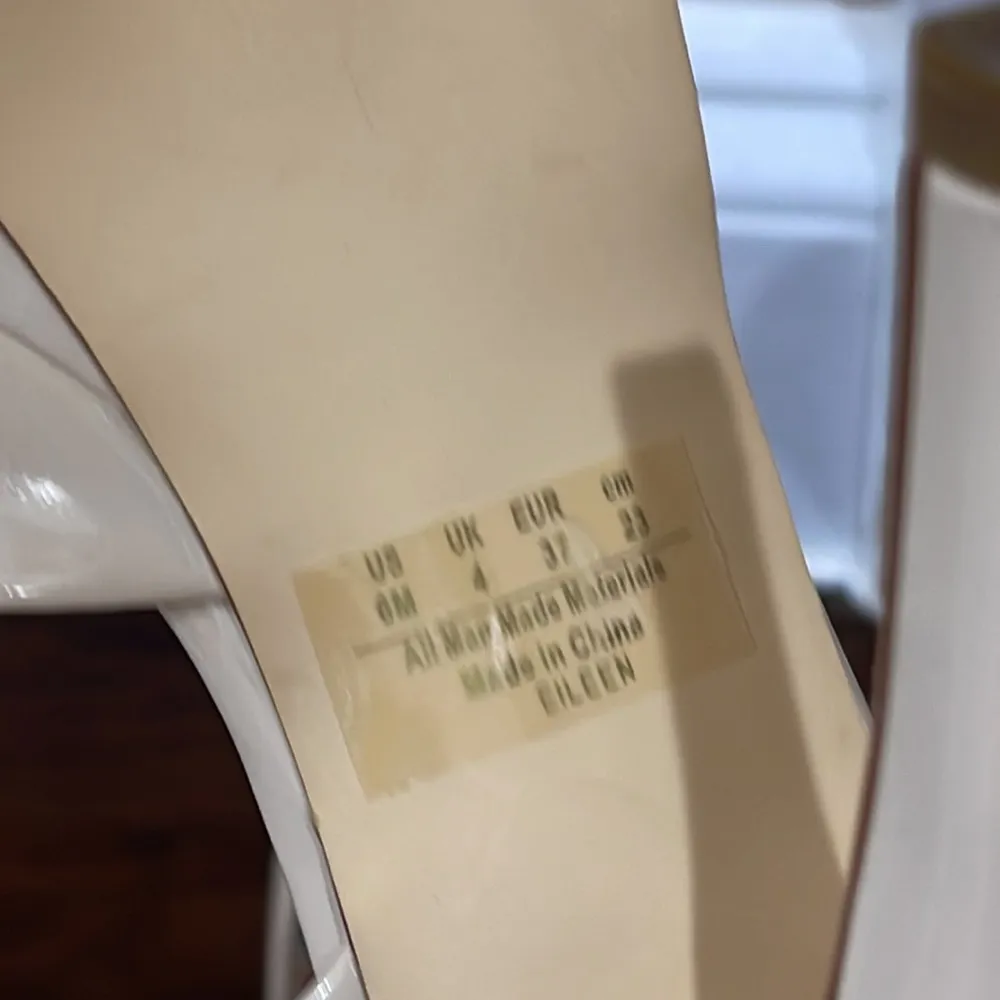 US UK EUR cm
6M 4 37 23
All Man Made Materials
Made in China
EILEEN